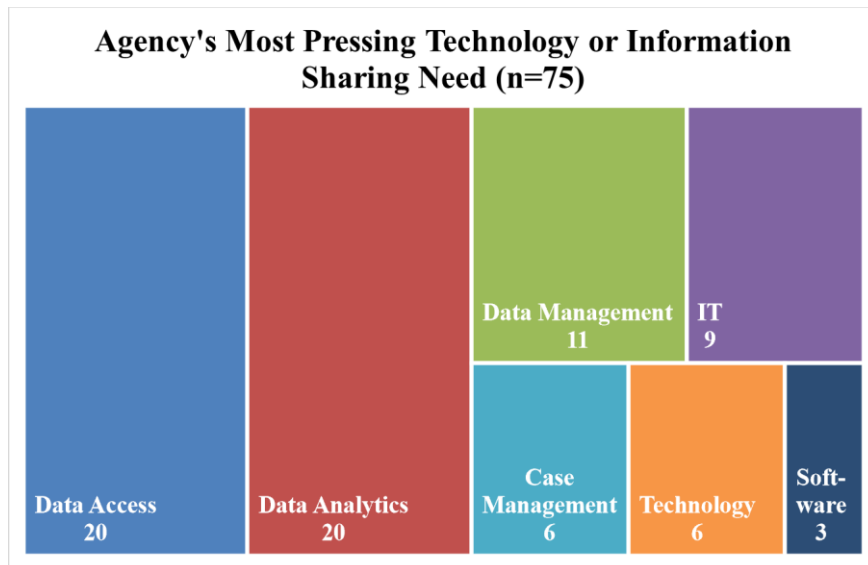 Agency's Most Pressing Technology or Information
Sharing Need (n=75)
Data Management
11
IT
9
Data Access
20
Data Analytics
20
Case
Management
6
Technology
6
Soft-
ware
3